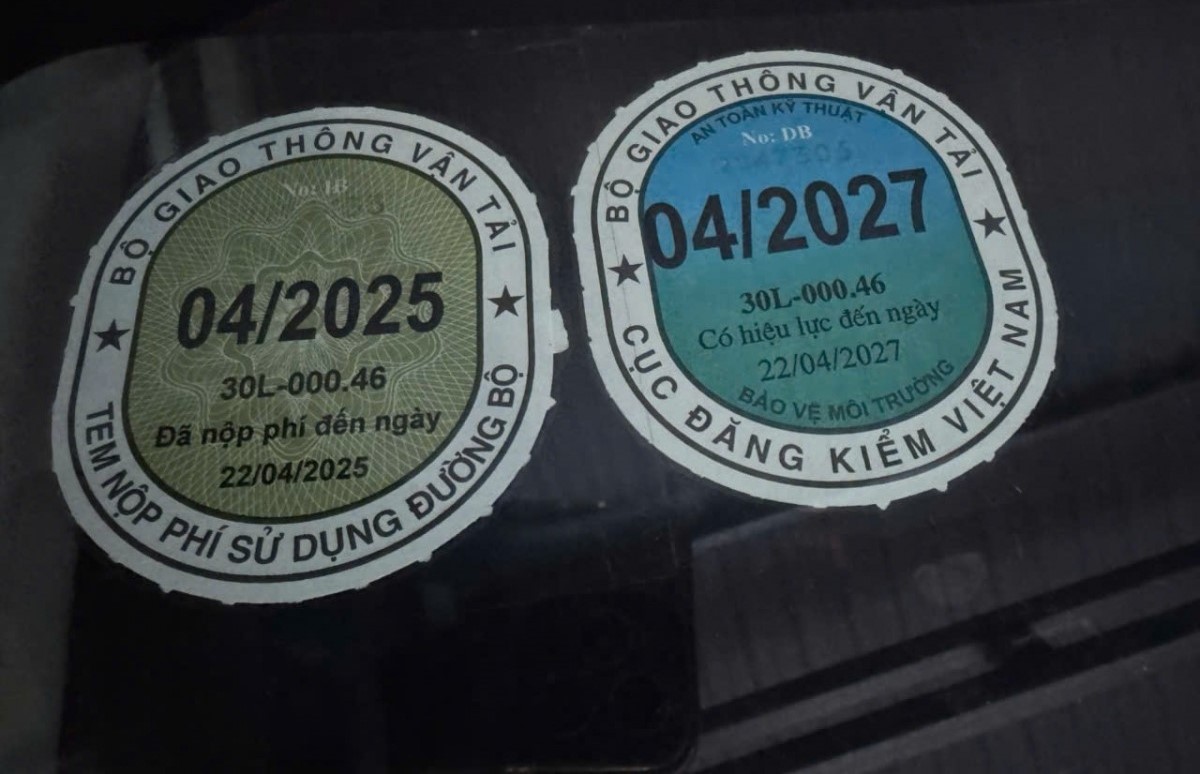 BỘ GIAO THÔNG VẬN TẢI
No: IB
04/2025
30L-000.46
Đã nộp phí đến ngày
22/04/2025
TEM NỘP PHÍ SỬ DỤNG ĐƯỜNG BỘ
BỘ GIAO THÔNG VẬN TẢI
AN TOÀN KỸ THUẬT
No: DB
04/2027
30L-000.46
Có hiệu lực đến ngày
22/04/2027
BẢO VỆ MÔI TRƯỜNG
CỤC ĐĂNG KIỂM VIỆT NAM